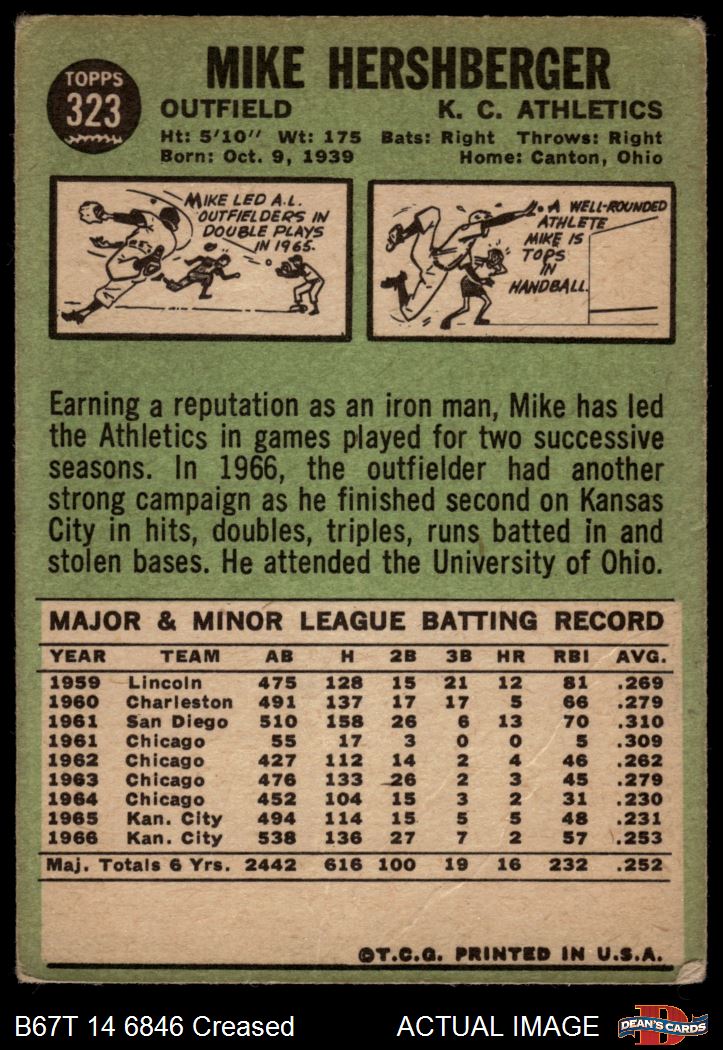 TOPPS
323
MIKE HERSHBERGER
OUTFIELD K. C. ATHLETICS
Ht: 5'10" Wt: 175 Bats: Right Throws: Right
Born: Oct. 9, 1939 Home: Canton, Ohio
MIKE LED A.L.
OUTFIELDERS IN
DOUBLE PLAYS
IN 1965.
A WELL-ROUNDED
ATHLETE
MIKE IS
TOPS
IN
HANDBALL.
Earning a reputation as an iron man, Mike has led
the Athletics in games played for two successive
seasons. In 1966, the outfielder had another
strong campaign as he finished second on Kansas
City in hits, doubles, triples, runs batted in and
stolen bases. He attended the University of Ohio.
MAJOR & MINOR LEAGUE BATTING RECORD
YEAR TEAM AB H 2B 3B HR RBI AVG.
1959 Lincoln 475 128 15 21 12 81 .269
1960 Charleston 491 137 17 17 5 66 .279
1961 San Diego 510 158 26 6 13 70 .310
1961 Chicago 55 17 3 0 0 5 .309
1962 Chicago 427 112 14 2 4 46 .262
1963 Chicago 476 133 26 2 3 45 .279
1964 Chicago 452 104 15 3 2 31 .230
1965 Kan. City 494 114 15 5 5 48 .231
1966 Kan. City 538 136 27 7 2 57 .253
Maj. Totals 6 Yrs. 2442 616 100 19 16 232 .252
©T.C.G. PRINTED IN U.S.A.
B67T 14 6846 Creased ACTUAL IMAGE
D
DEAN'S CARDS